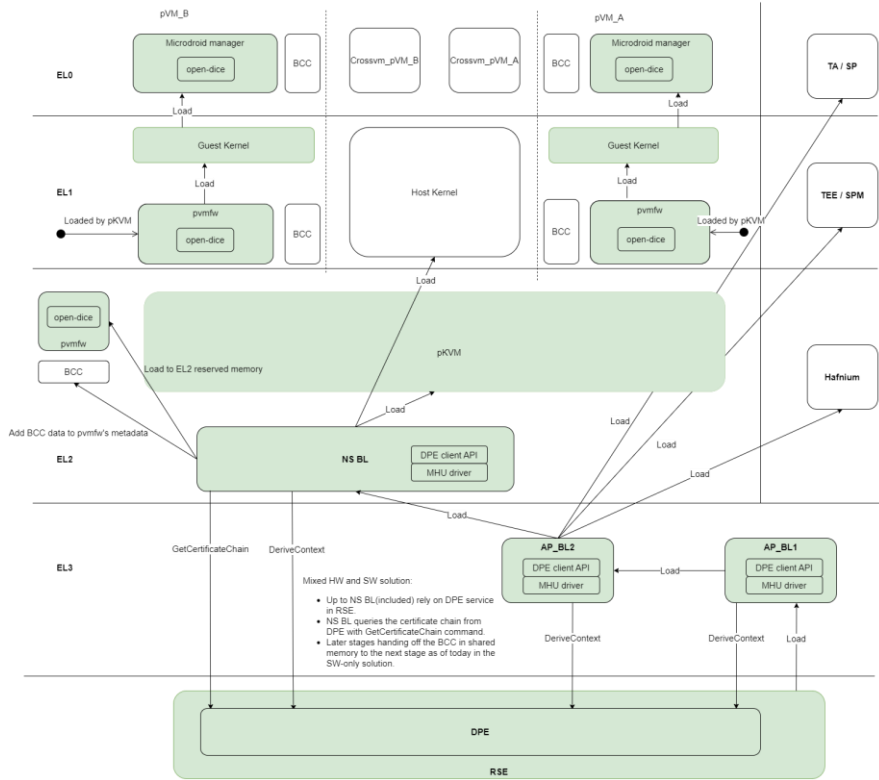 pVM_B
pVM_A
Microdroid manager
open-dice
BCC
Crossvm_pVM_B
Crossvm_pVM_A
BCC
Microdroid manager
open-dice
TA / SP
EL0
Load
Load
Guest Kernel
Guest Kernel
Load
Load
EL1
Host Kernel
TEE / SPM
pvmfw
open-dice
BCC
BCC
pvmfw
open-dice
Loaded by pKVM
Loaded by pKVM
Load
open-dice
pvmfw
BCC
pKVM
Load to EL2 reserved memory
Hafnium
Load
Load
Load
Load
Add BCC data to pvmfw's metadata
EL2
NS BL
DPE client API
MHU driver
Load
GetCertificateChain
DeriveContext
EL3
AP_BL2
DPE client API
MHU driver
Load
AP_BL1
DPE client API
MHU driver
Mixed HW and SW solution:
• Up to NS BL(included) rely on DPE service
in RSE.
• NS BL queries the certificate chain from
DPE with GetCertificateChain command.
• Later stages handing off the BCC in shared
memory to the next stage as of today in the
SW-only solution.
DeriveContext
DeriveContext
Load
DPE
RSE